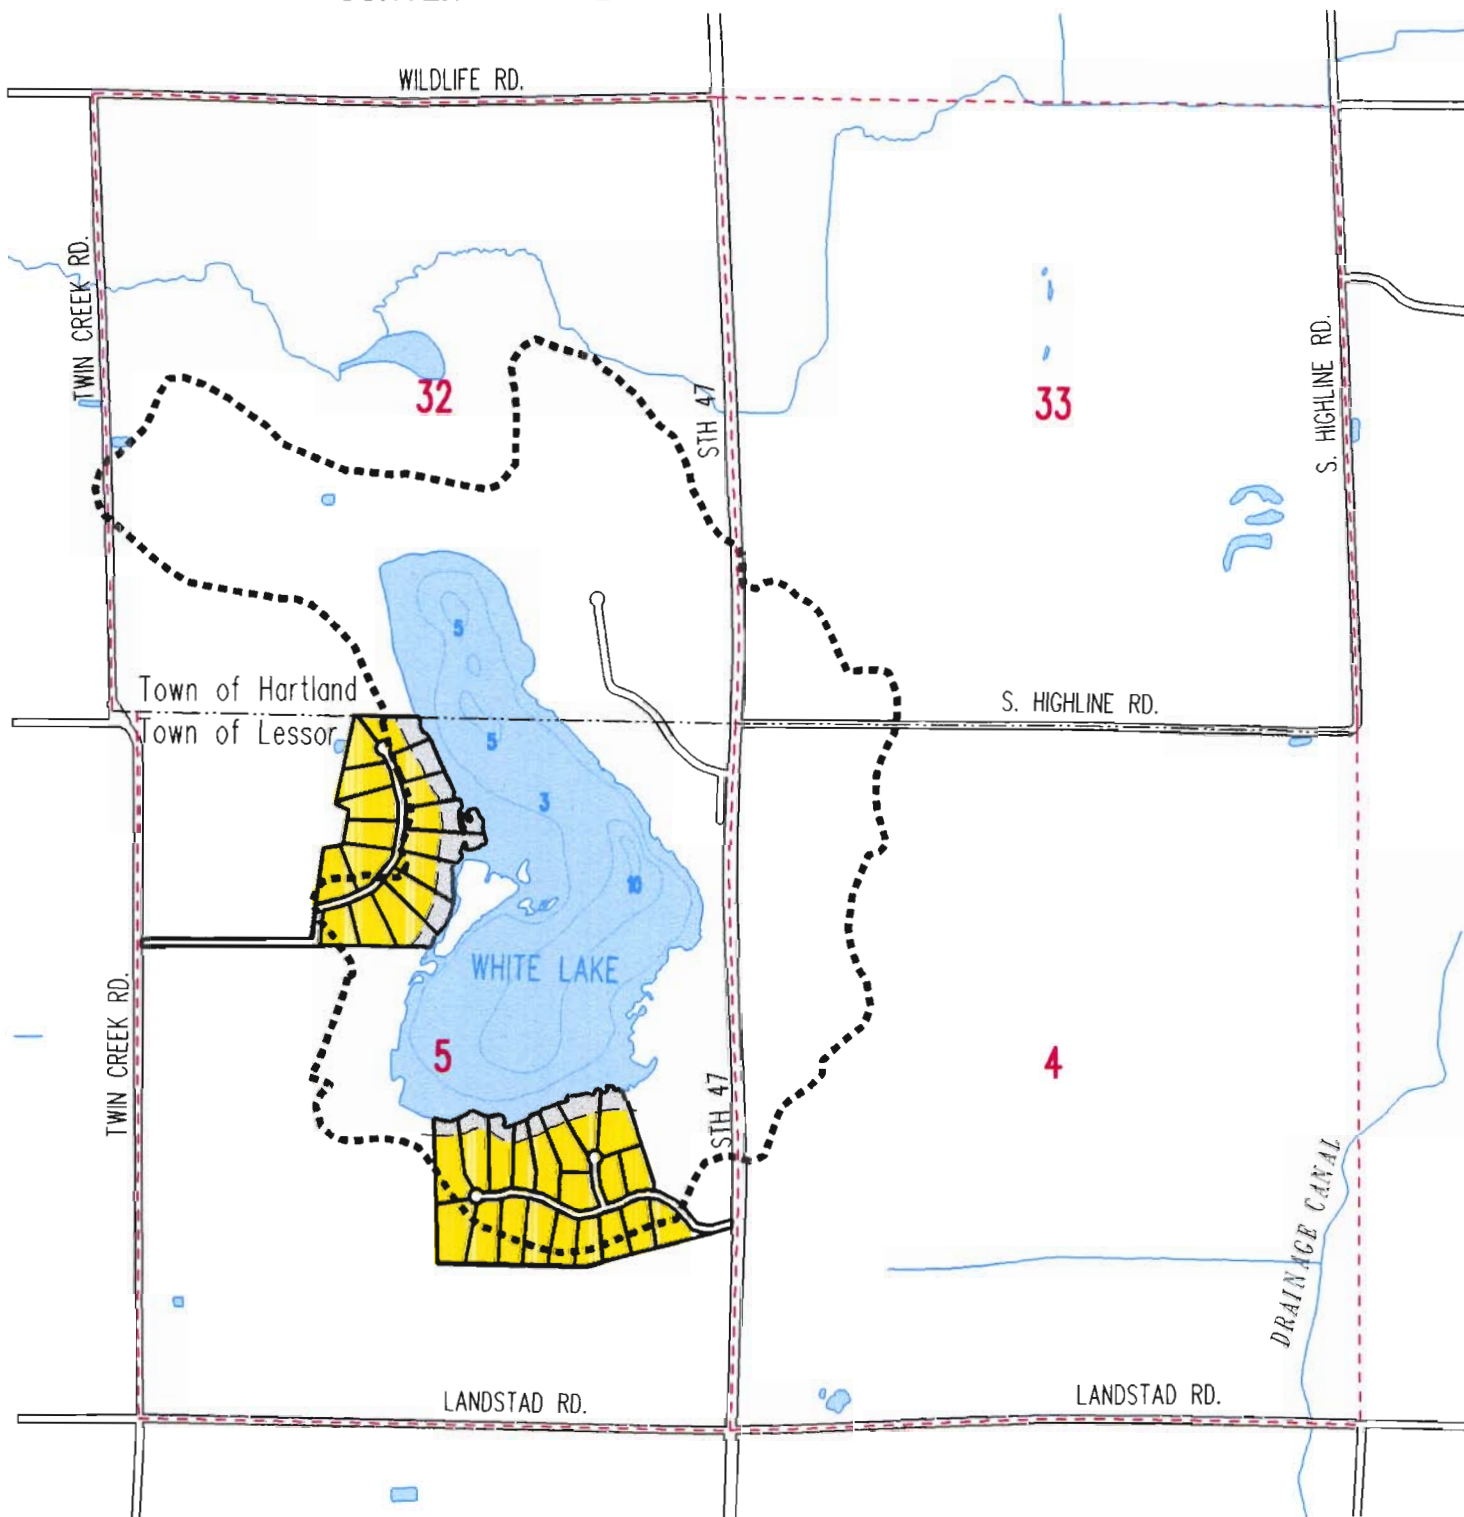 WILDLIFE RD.
TWIN CREEK RD.
32
STH 47
33
S. HIGHLINE RD.
5
Town of Hartland
Town of Lessor
S. HIGHLINE RD.
5
3
10
WHITE LAKE
TWIN CREEK RD.
5
STH 47
4
DRAINAGE CANAL
LANDSTAD RD.
LANDSTAD RD.